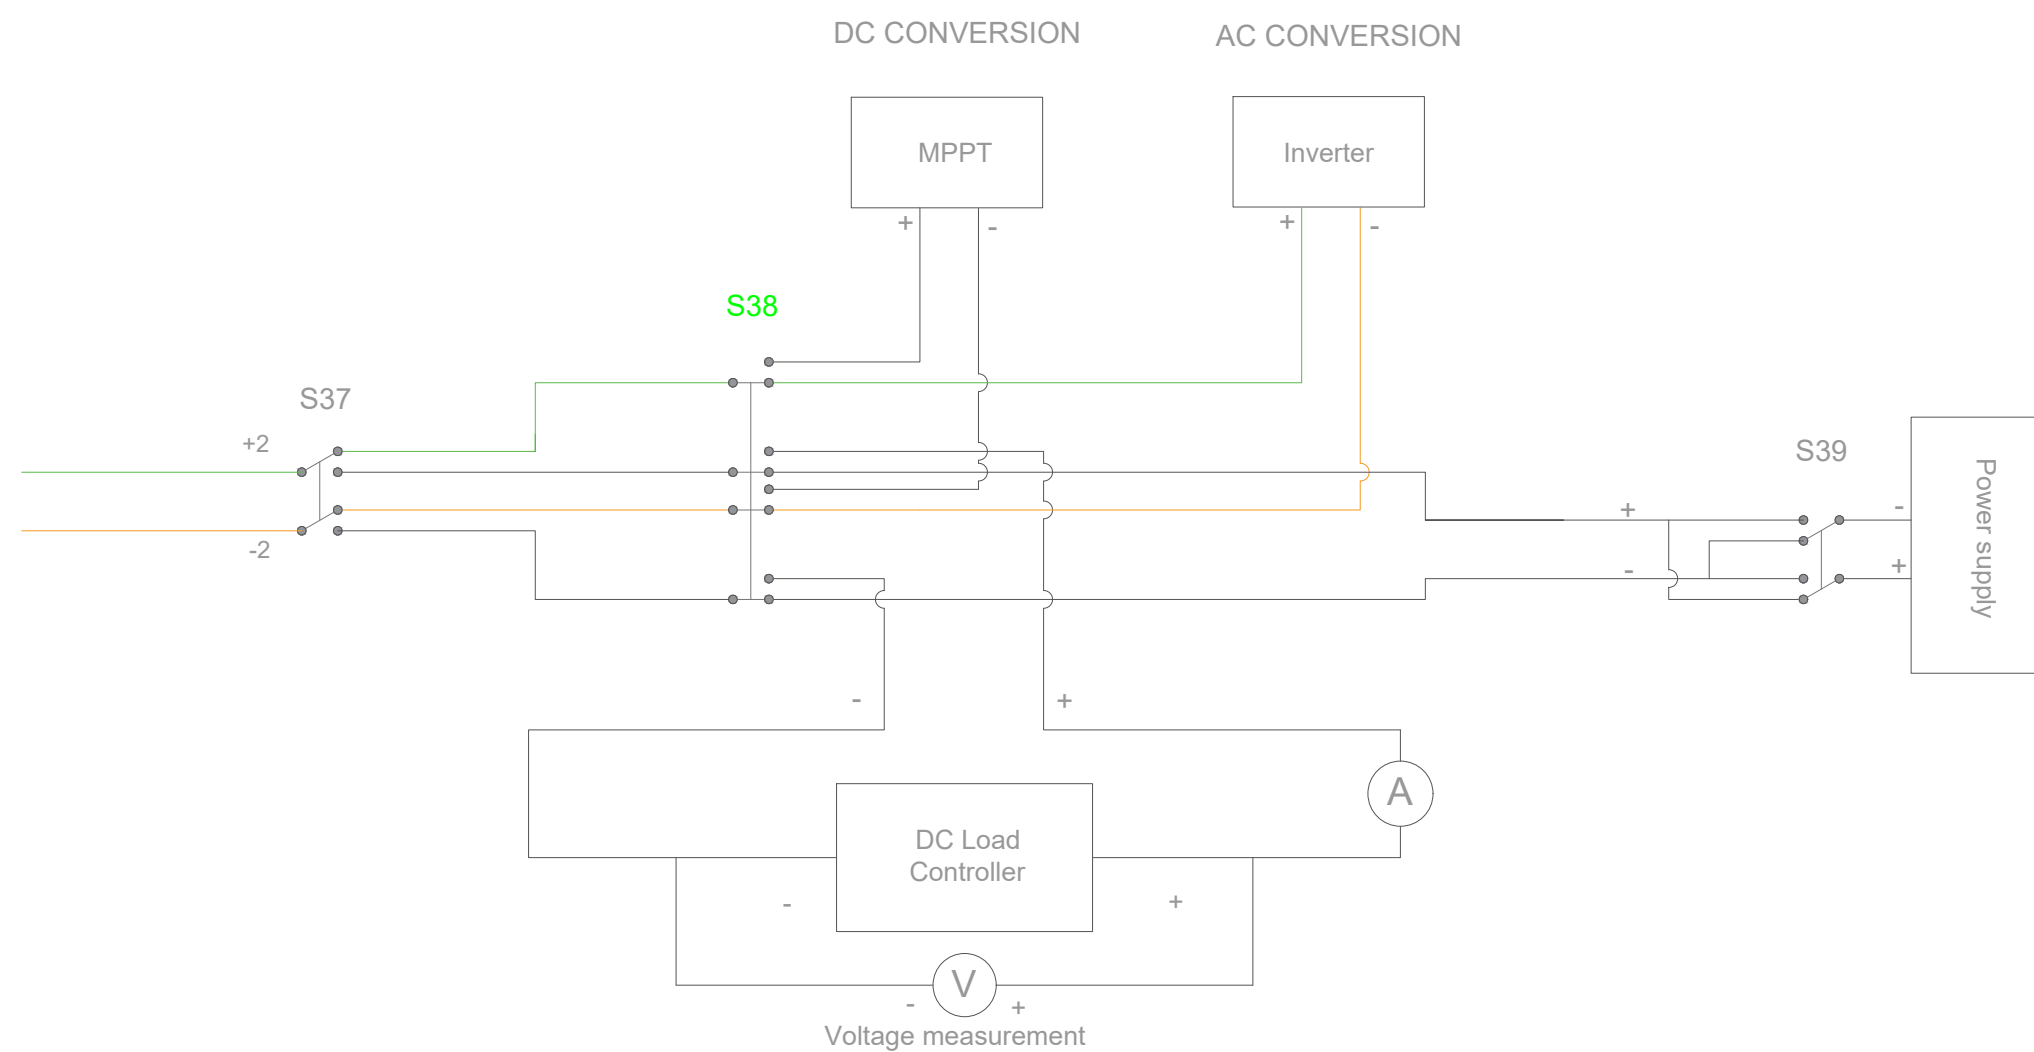 DC CONVERSION
AC CONVERSION
MPPT
Inverter
+
-
+
-
S38
S37
+2
-2
S39
+
-
-
+
Power supply
-
+
A
DC Load
Controller
-
+
V
-
+
Voltage measurement